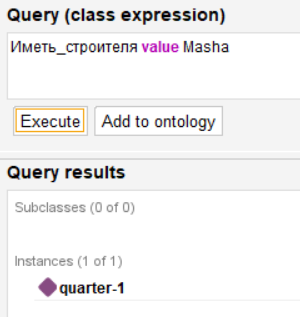 Query (class expression)
Иметь_строителя value Masha
Execute Add to ontology
Query results
Subclasses (0 of 0)
Instances (1 of 1)
quarter-1